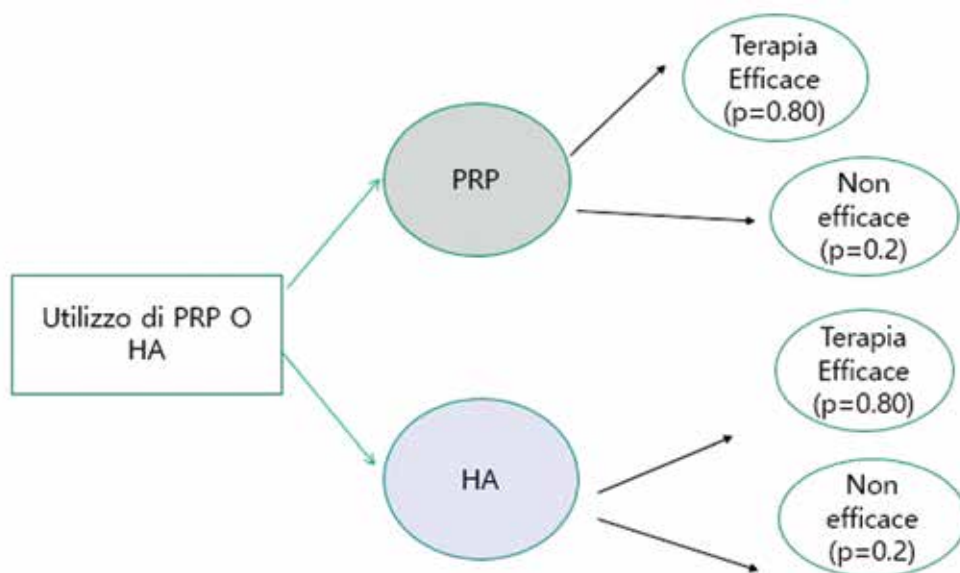 Utilizzo di PRP O
HA
PRP
Terapia
Efficace
(p=0.80)
Non
efficace
(p=0.2)
HA
Terapia
Efficace
(p=0.80)
Non
efficace
(p=0.2)